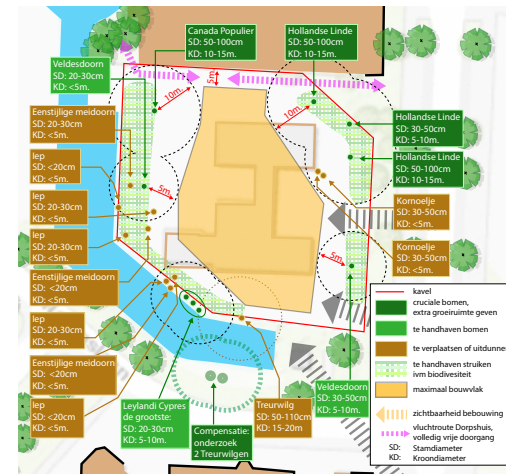 Canada Populier
SD: 50-100cm
KD: 10-15m.
Hollandse Linde
SD: 50-100cm
KD: 10-15m.
Veldesdoorn
SD: 20-30cm
KD: <5m.
5m.
10m.
10m.
Eenstijlige meidoorn
SD: 20-30cm
KD: <5m.
Hollandse Linde
SD: 30-50cm
KD: 5-10m.
Iep
SD: <20cm
KD: <5m.
Hollandse Linde
SD: 50-100cm
KD: 10-15m.
5m.
Iep
SD: 20-30cm
KD: <5m.
Kornoelje
SD: 30-50cm
KD: <5m.
Iep
SD: 20-30cm
KD: <5m.
Kornoelje
SD: 30-50cm
KD: <5m.
5m.
Eenstijlige meidoorn
SD: <20cm
KD: <5m.
Iep
SD: 20-30cm
KD: <5m.
Eenstijlige meidoorn
SD: <20cm
KD: <5m.
Iep
SD: <20cm
KD: <5m.
Leylandi Cypres
de grootste:
SD: 20-30cm
KD: 5-10m.
Compensatie:
onderzoek
2 Treurwilgen
Treurwilg
SD: 50-110cm
KD: 15-20m
Veldesdoorn
SD: 30-50cm
KD: 5-10m.
kavel
cruciale bomen,
extra groeiruimte geven
te handhaven bomen
te verplaatsen of uitdunnen
te handhaven struiken
ivm biodivesiteit
maximaal bouwvlak
zichtbaarheid bebouwing
vluchtroute Dorpshuis,
volledig vrije doorgang
SD: Stamdiameter
KD: Kroondiameter